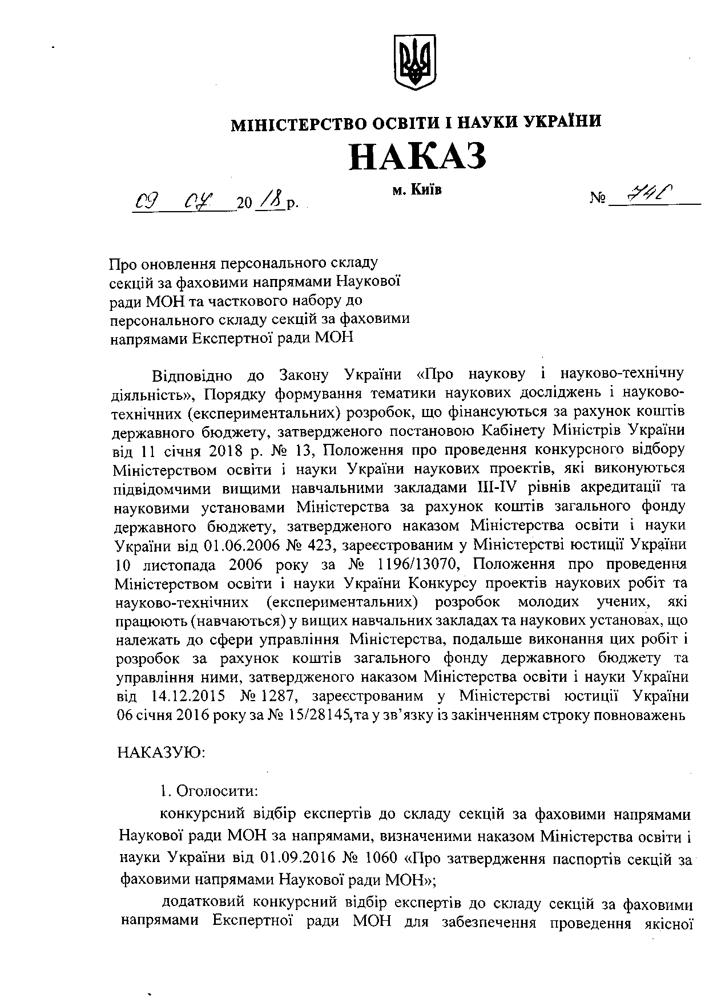 МІНІСТЕРСТВО ОСВІТИ І НАУКИ УКРАЇНИ
НАКАЗ
м. Київ
09 07 2018 р. №
Про оновлення персонального складу
секцій за фаховими напрямами Наукової
ради МОН та часткового набору до
персонального складу секцій за фаховими
напрямами Експертної ради МОН
Відповідно до Закону України «Про наукову і науково-технічну
діяльність», Порядку формування тематики наукових досліджень і науково-
технічних (експериментальних) розробок, що фінансуються за рахунок коштів
державного бюджету, затвердженого постановою Кабінету Міністрів України
від 11 січня 2018 р. № 13, Положення про проведення конкурсного відбору
Міністерством освіти і науки України наукових проектів, які виконуються
підвідомчими вищими навчальними закладами III-IV рівнів акредитації та
науковими установами Міністерства за рахунок коштів загального фонду
державного бюджету, затвердженого наказом Міністерства освіти і науки
України від 01.06.2006 № 423, зареєстрованим у Міністерстві юстиції України
10 листопада 2006 року за № 1196/13070, Положення про проведення
Міністерством освіти і науки України Конкурсу проектів наукових робіт та
науково-технічних (експериментальних) розробок молодих учених, які
працюють (навчаються) у вищих навчальних закладах та наукових установах, що
належать до сфери управління Міністерства, подальше виконання цих робіт і
розробок за рахунок коштів загального фонду державного бюджету та
управління ними, затвердженого наказом Міністерства освіти і науки України
від 14.12.2015 № 1287, зареєстрованим у Міністерстві юстиції України
06 січня 2016 року за № 15/28145, та у зв’язку із закінченням строку повноважень
НАКАЗУЮ:
1. Оголосити:
конкурсний відбір експертів до складу секцій за фаховими напрямами
Наукової ради МОН за напрямами, визначеними наказом Міністерства освіти і
науки України від 01.09.2016 № 1060 «Про затвердження паспортів секцій за
фаховими напрямами Наукової ради МОН»;
додатковий конкурсний відбір експертів до складу секцій за фаховими
напрямами Експертної ради МОН для забезпечення проведення якісної